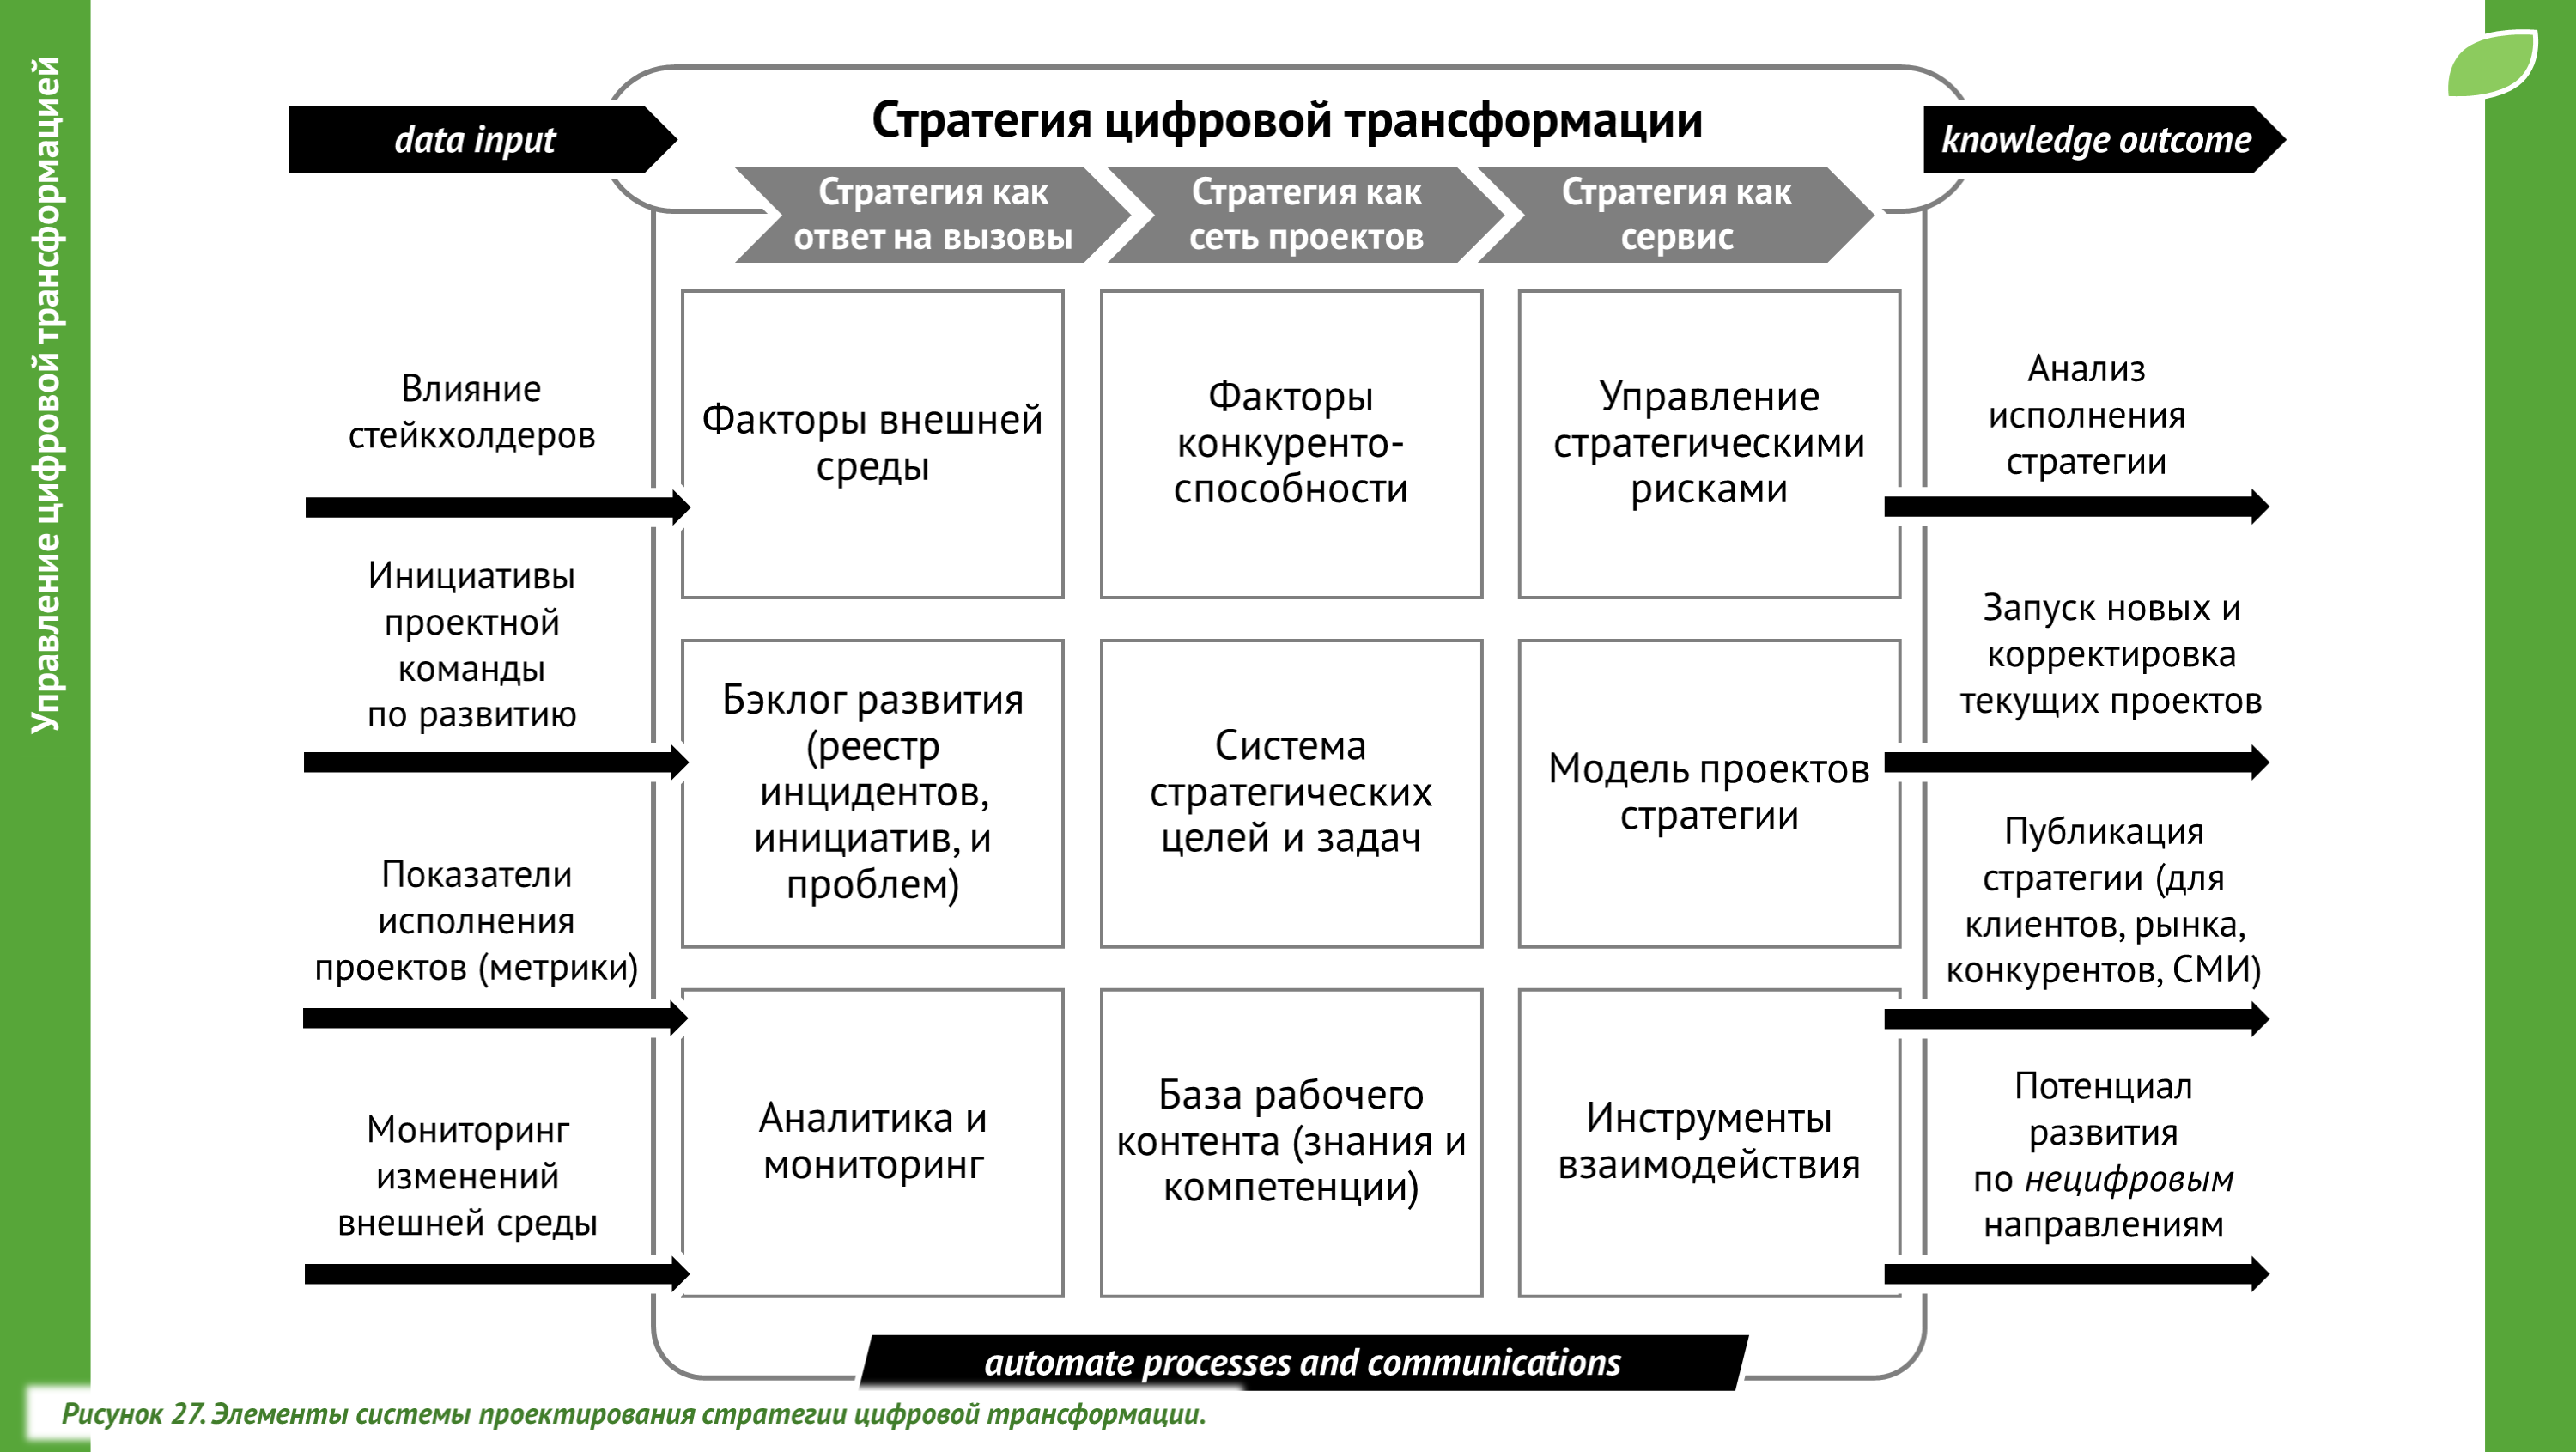 Управление цифровой трансформацией
data input
Стратегия цифровой трансформации
knowledge outcome
Стратегия как
ответ на вызовы
Стратегия как
сеть проектов
Стратегия как
сервис
Влияние
стейкхолдеров
Инициативы
проектной
команды
по развитию
Показатели
исполнения
проектов (метрики)
Мониторинг
изменений
внешней среды
Факторы внешней
среды
Факторы
конкуренто-
способности
Управление
стратегическими
рисками
Бэклог развития
(реестр
инцидентов,
инициатив, и
проблем)
Система
стратегических
целей и задач
Модель проектов
стратегии
Аналитика и
мониторинг
База рабочего
контента (знания и
компетенции)
Инструменты
взаимодействия
Анализ
исполнения
стратегии
Запуск новых и
корректировка
текущих проектов
Публикация
стратегии (для
клиентов, рынка,
конкурентов, СМИ)
Потенциал
развития
по нецифровым
направлениям
automate processes and communications
Рисунок 27. Элементы системы проектирования стратегии цифровой трансформации.